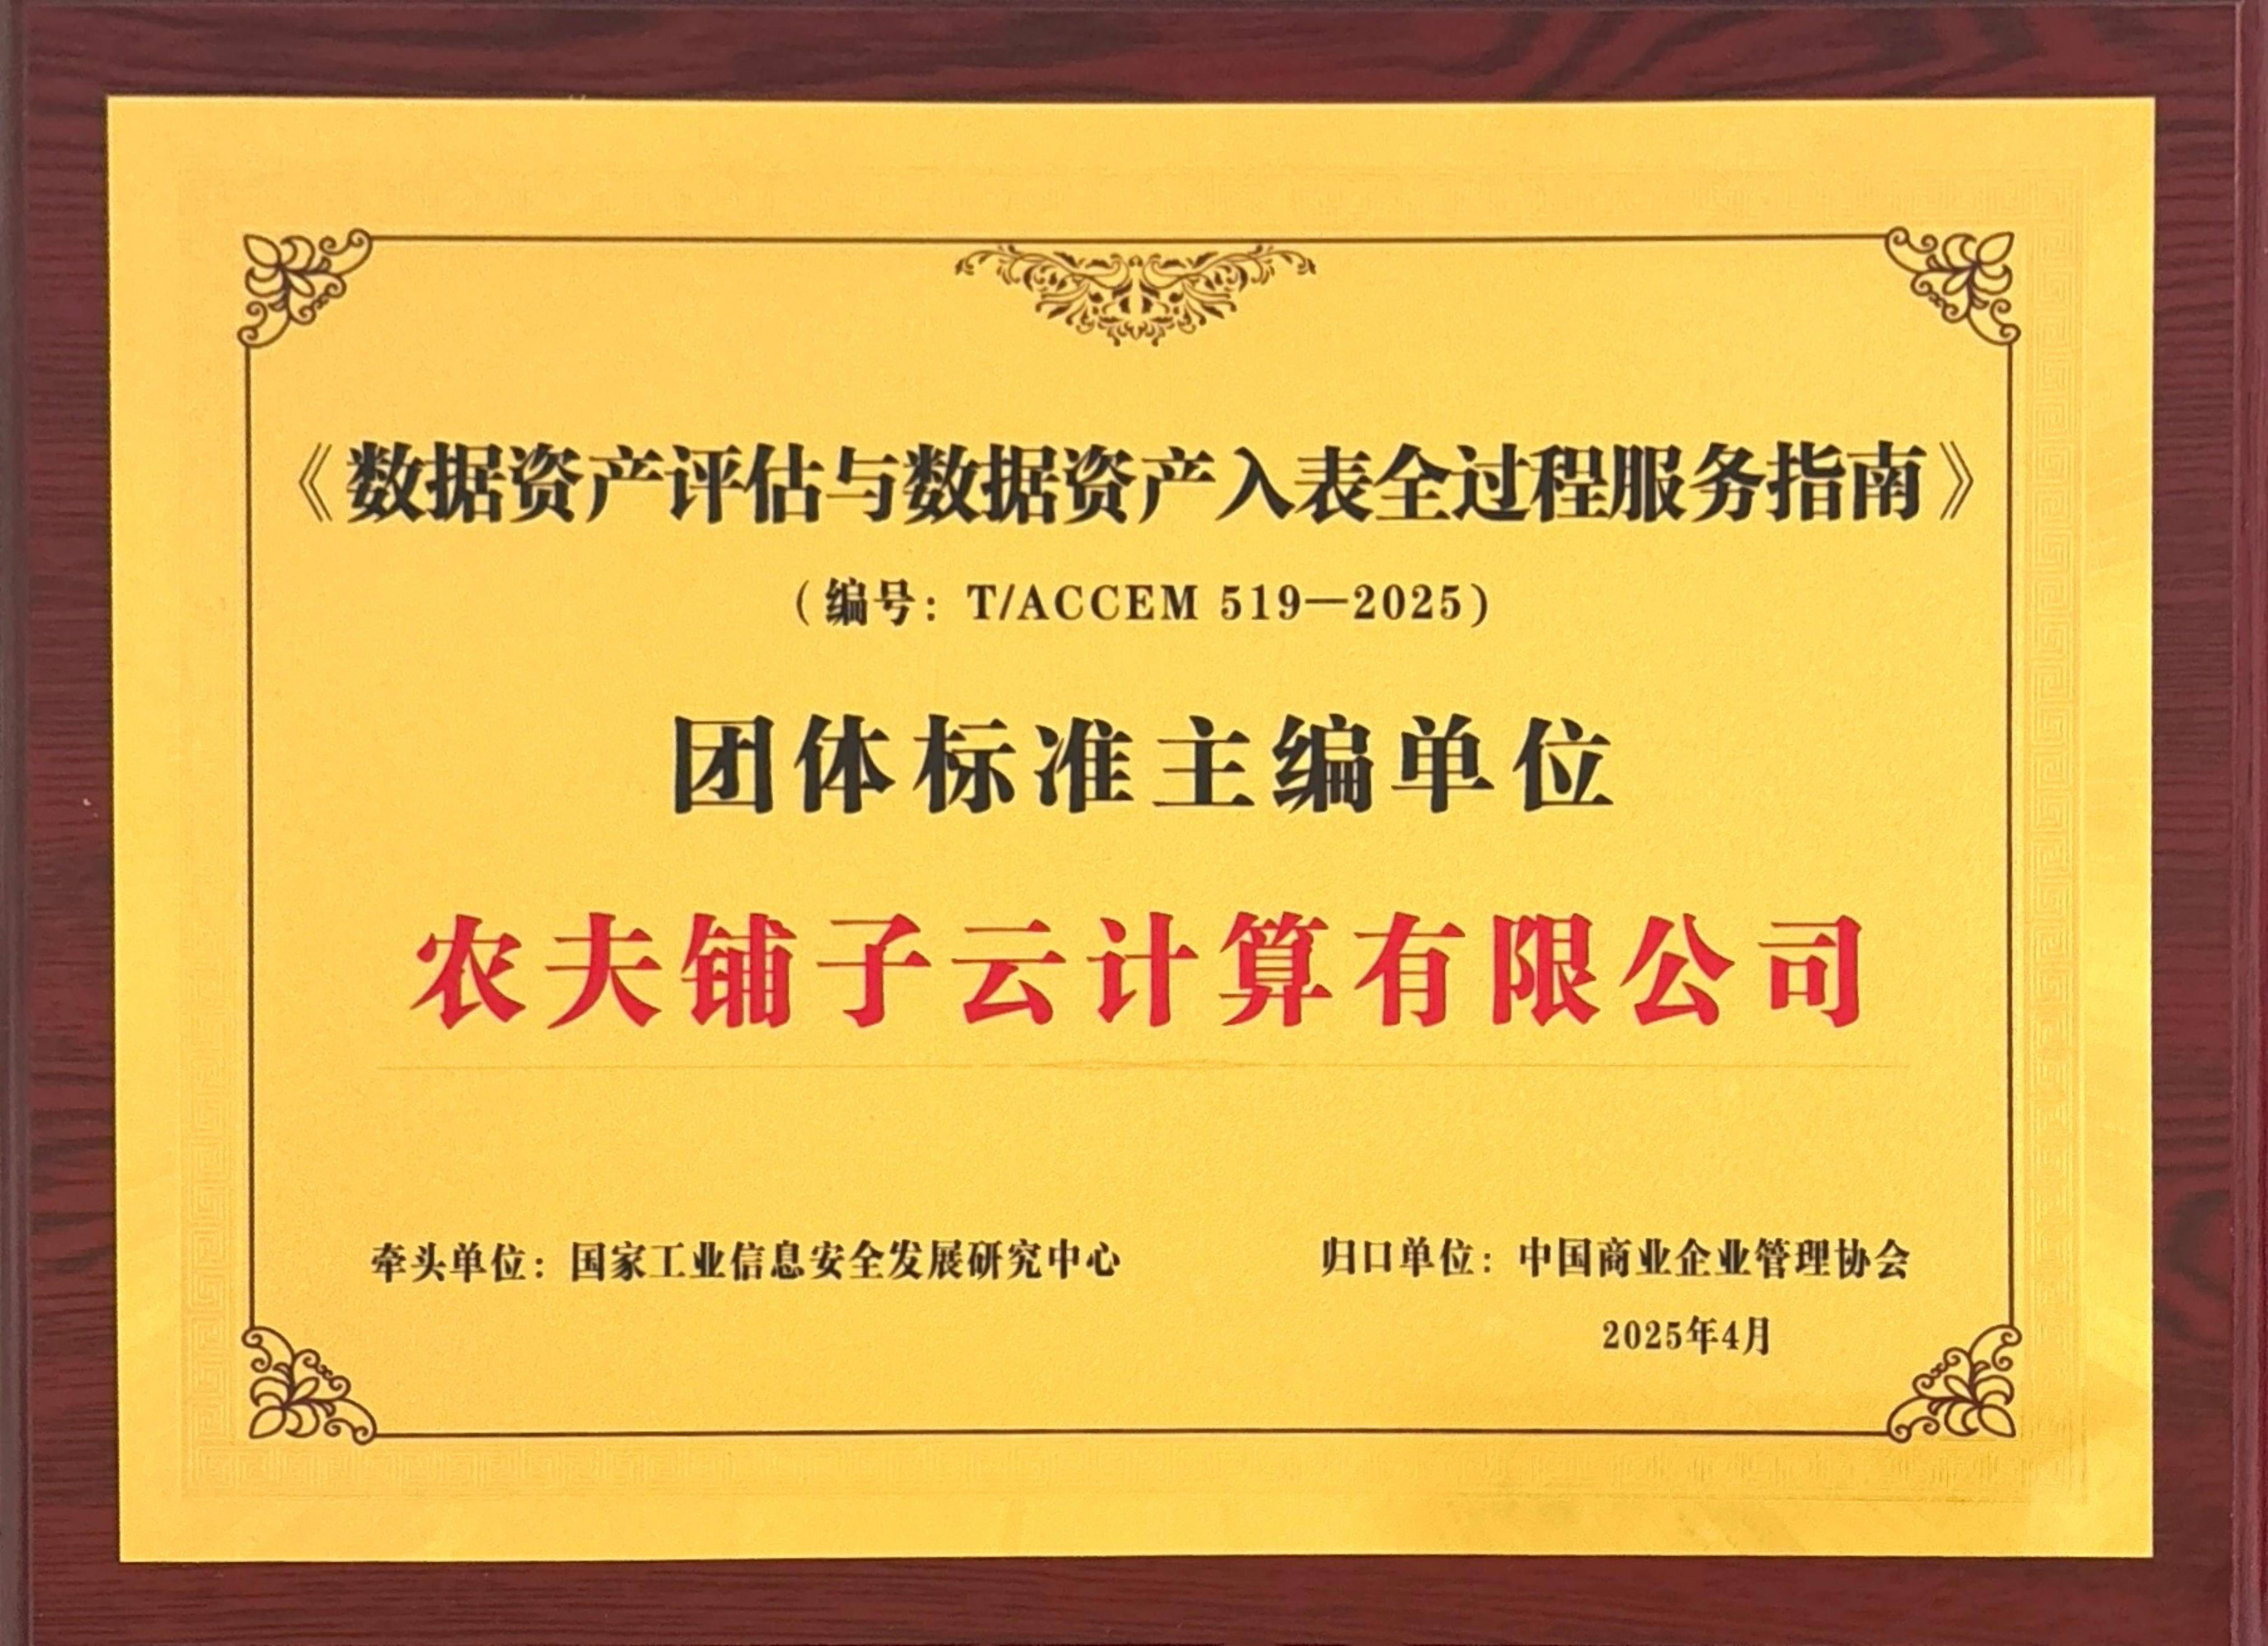 《数据资产评估与数据资产入表全过程服务指南》
（编号：T/ACCEM 519—2025）
团体标准主编单位
农夫铺子云计算有限公司
牵头单位：国家工业信息安全发展研究中心
归口单位：中国商业企业管理协会
2025年4月